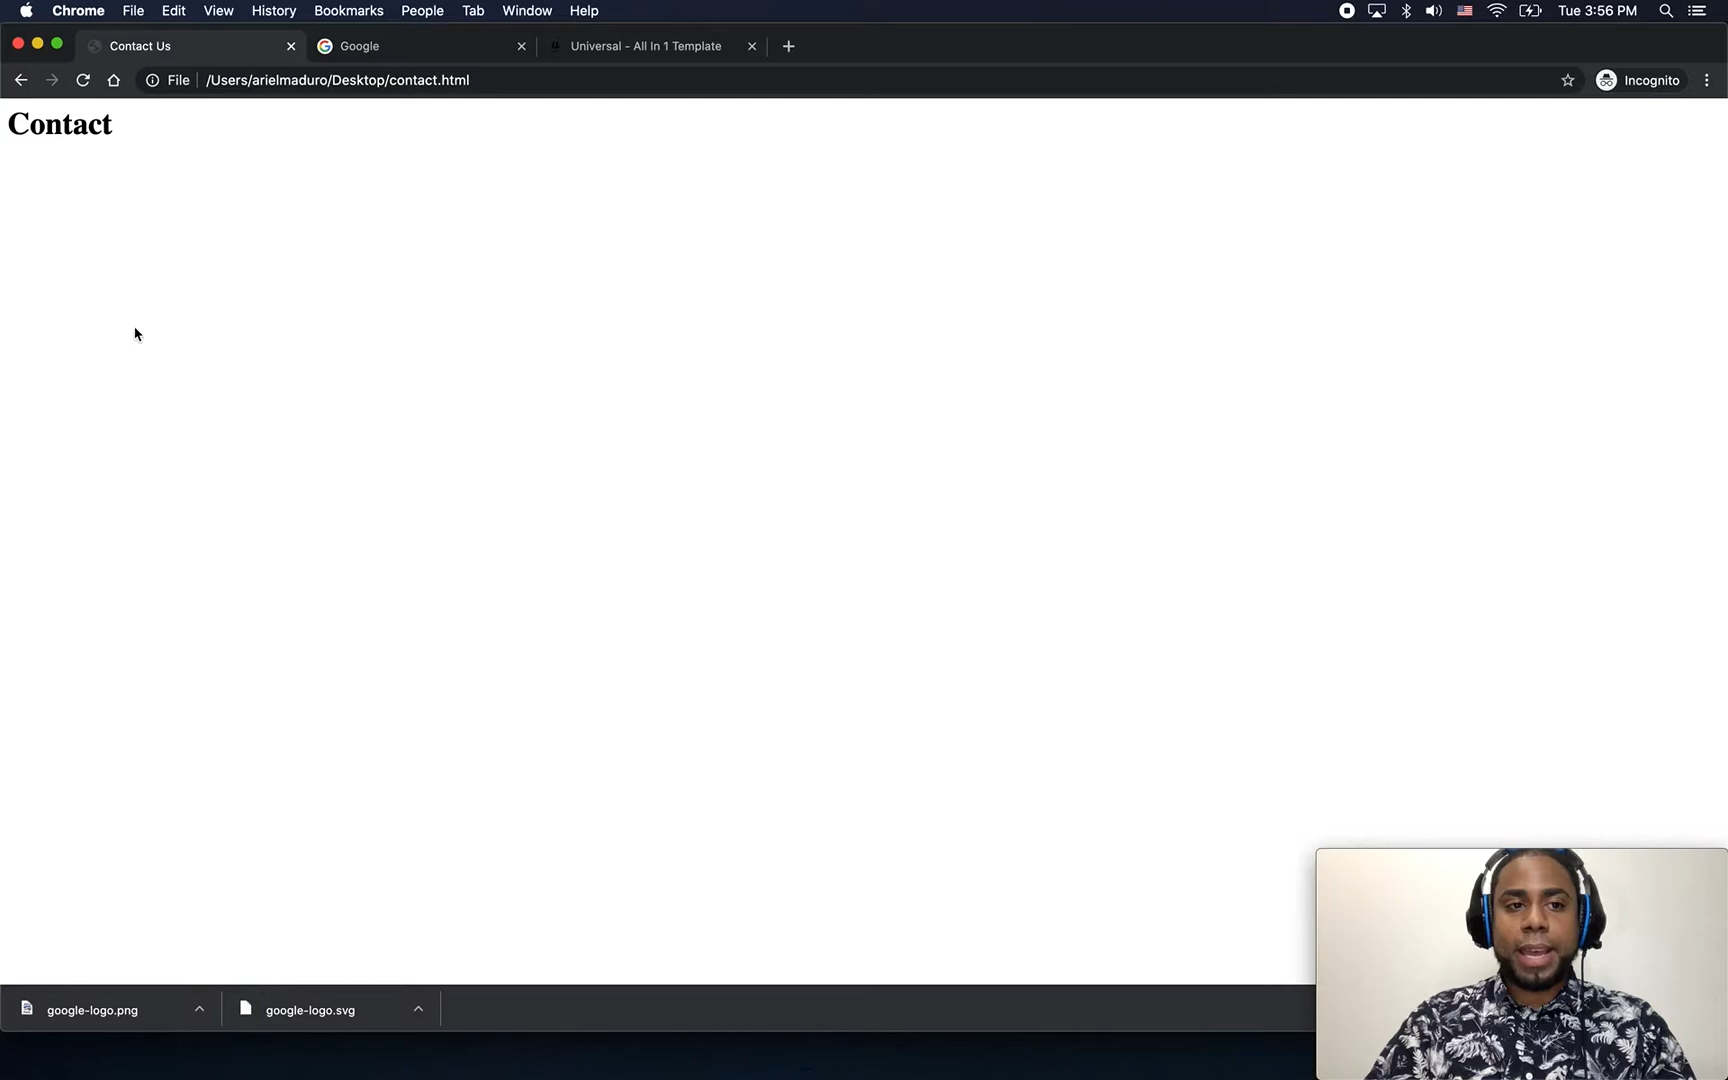 Chrome File Edit View History Bookmarks People Tab Window Help Tue 3:56 PM
Contact Us Google Universal - All In 1 Template
File /Users/arielmaduro/Desktop/contact.html Incognito
Contact
google-logo.png google-logo.svg